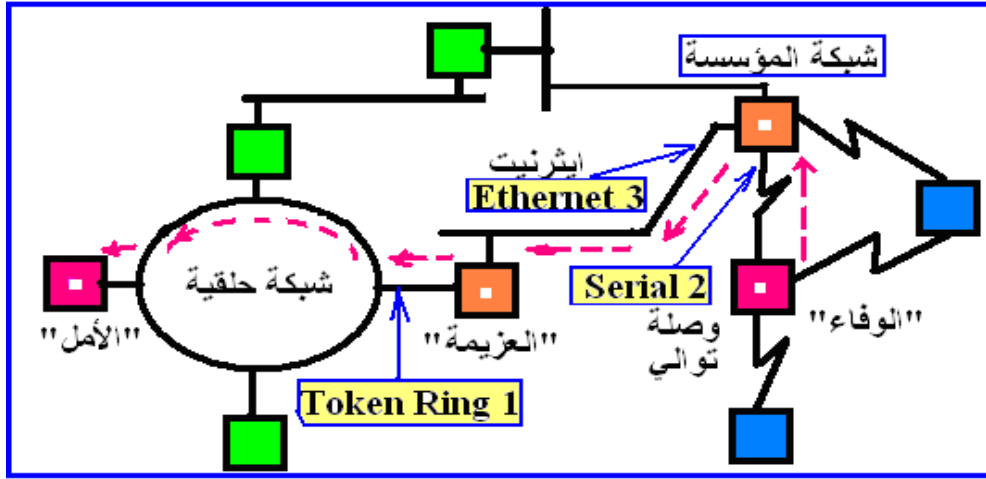 شبكة المؤسسة
ايثرنيت
Ethernet 3
شبكة حلقية
Serial 2
"الأمل"
"العزيمة"
وصلة
توالي
"الوفاء"
Token Ring 1